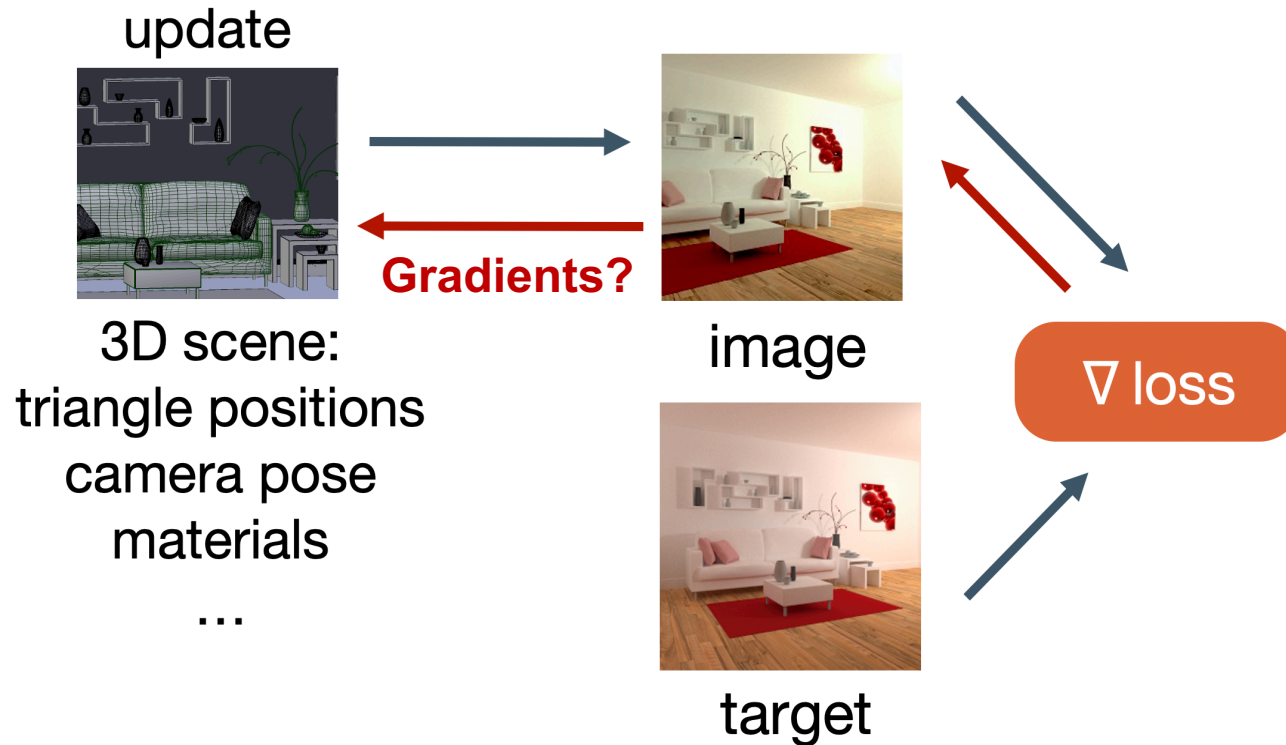 update
Gradients?
3D scene:
triangle positions
camera pose
materials
...
image
∇ loss
target